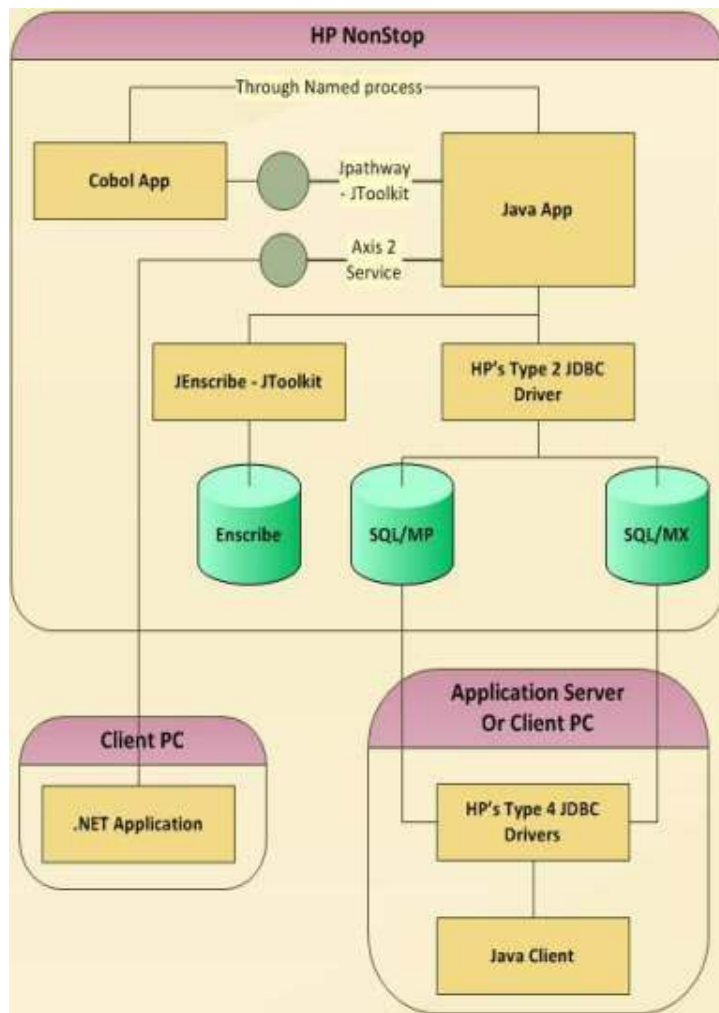 HP NonStop
Through Named process
Cobol App
Jpathway
- JToolkit
Java App
Axis 2
Service
JEnscribe - JToolkit
HP's Type 2 JDBC
Driver
Enscribe
SQL/MP
SQL/MX
Application Server
Or Client PC
Client PC
.NET Application
HP's Type 4 JDBC
Drivers
Java Client